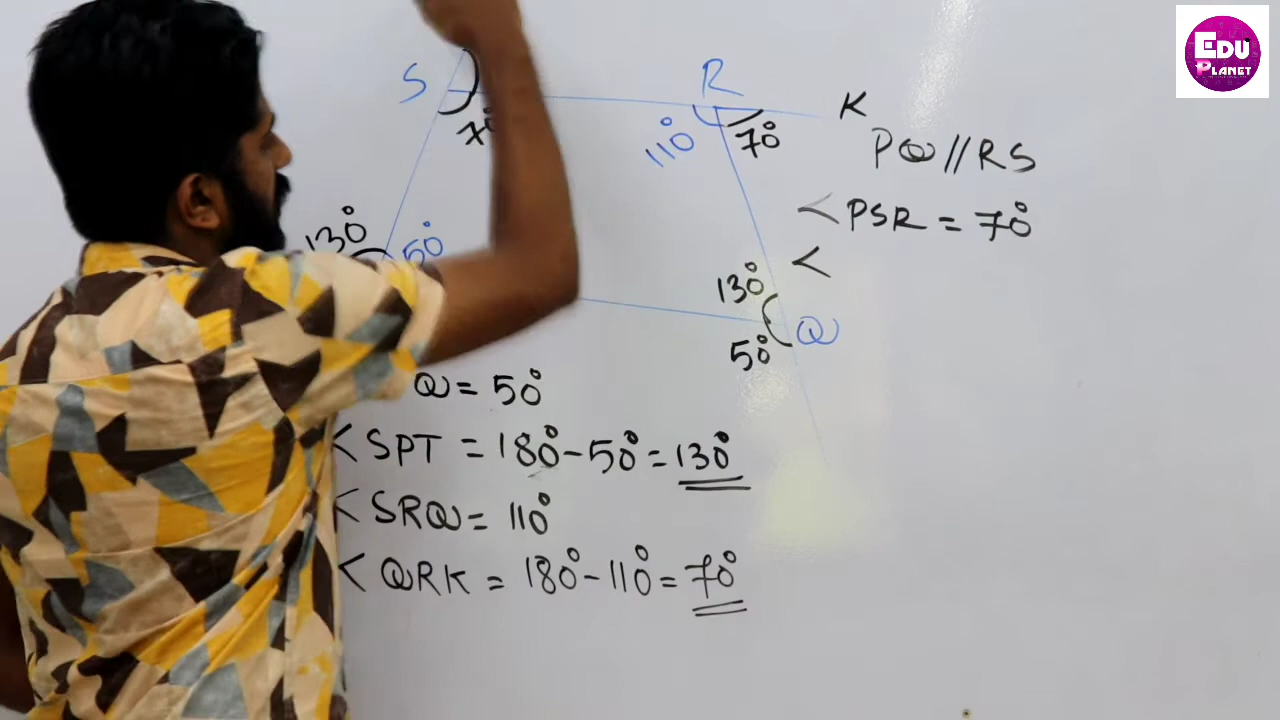 EDU PLANET
S
R
K
110°
70°
PQ//RS
<PSR = 70°
130°
50°
<
130°
Q
50°
Q = 50°
<SPT = 180°-50° = 130°
<SRQ = 110°
<QRK = 180°-110° = 70°